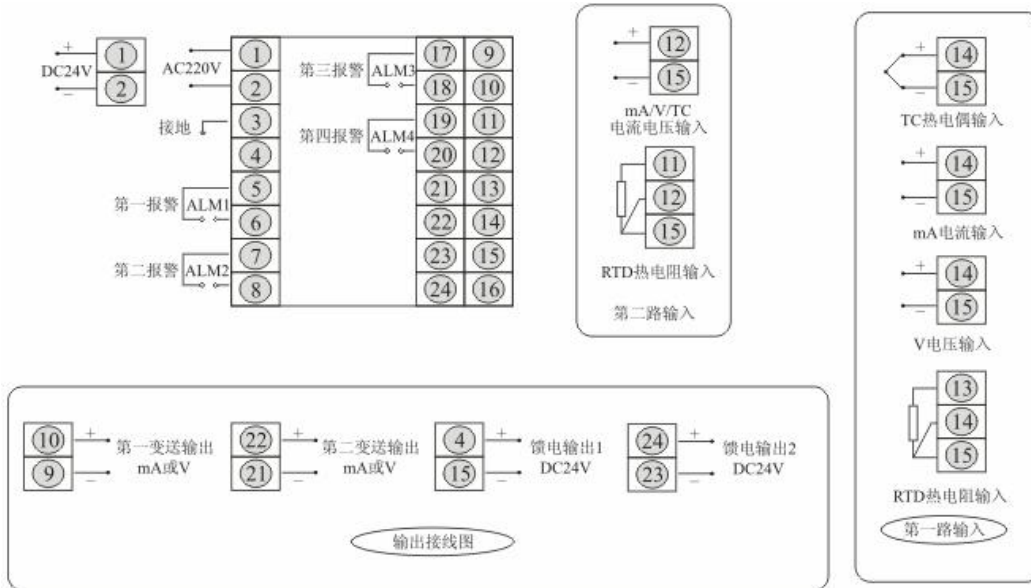 +
DC24V
−
①
②
AC220V
接地
第一报警 ALM1
第二报警 ALM2
①
②
③
④
⑤
⑥
⑦
⑧
第三报警 ALM3
第四报警 ALM4
⑰ ⑨
⑱ ⑩
⑲ ⑪
⑳ ⑫
㉑ ⑬
㉒ ⑭
㉓ ⑮
㉔ ⑯
+ ⑫
− ⑮
mA/V/TC
电流电压输入
⑪
⑫
⑮
RTD热电阻输入
第二路输入
+ ⑭
− ⑮
TC热电偶输入
+ ⑭
− ⑮
mA电流输入
+ ⑭
− ⑮
V电压输入
⑬
⑭
⑮
RTD热电阻输入
第一路输入
⑩ +
⑨ −
第一变送输出
mA或V
㉒ +
㉑ −
第二变送输出
mA或V
④ +
⑮ −
馈电输出1
DC24V
㉔ +
㉓ −
馈电输出2
DC24V
输出接线图